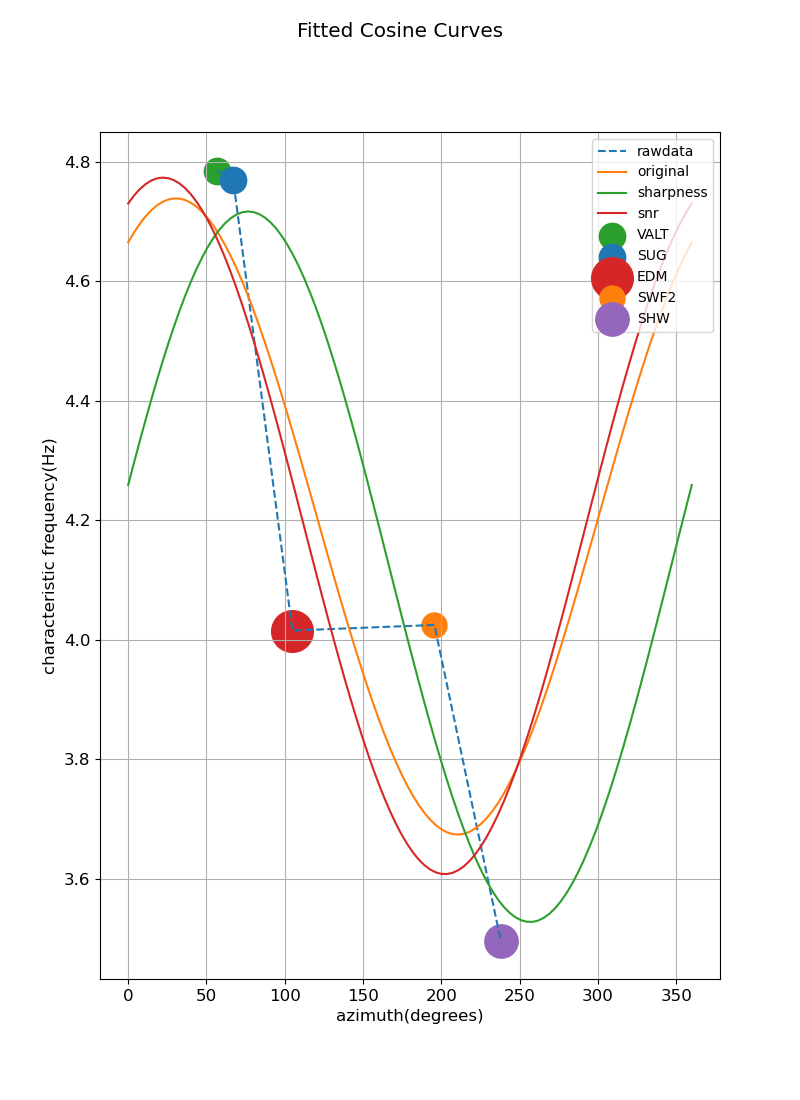 Fitted Cosine Curves
rawdata
original
sharpness
snr
VALT
SUG
EDM
SWF2
SHW
characteristic frequency(Hz)
4.8
4.6
4.4
4.2
4.0
3.8
3.6
0 50 100 150 200 250 300 350
azimuth(degrees)